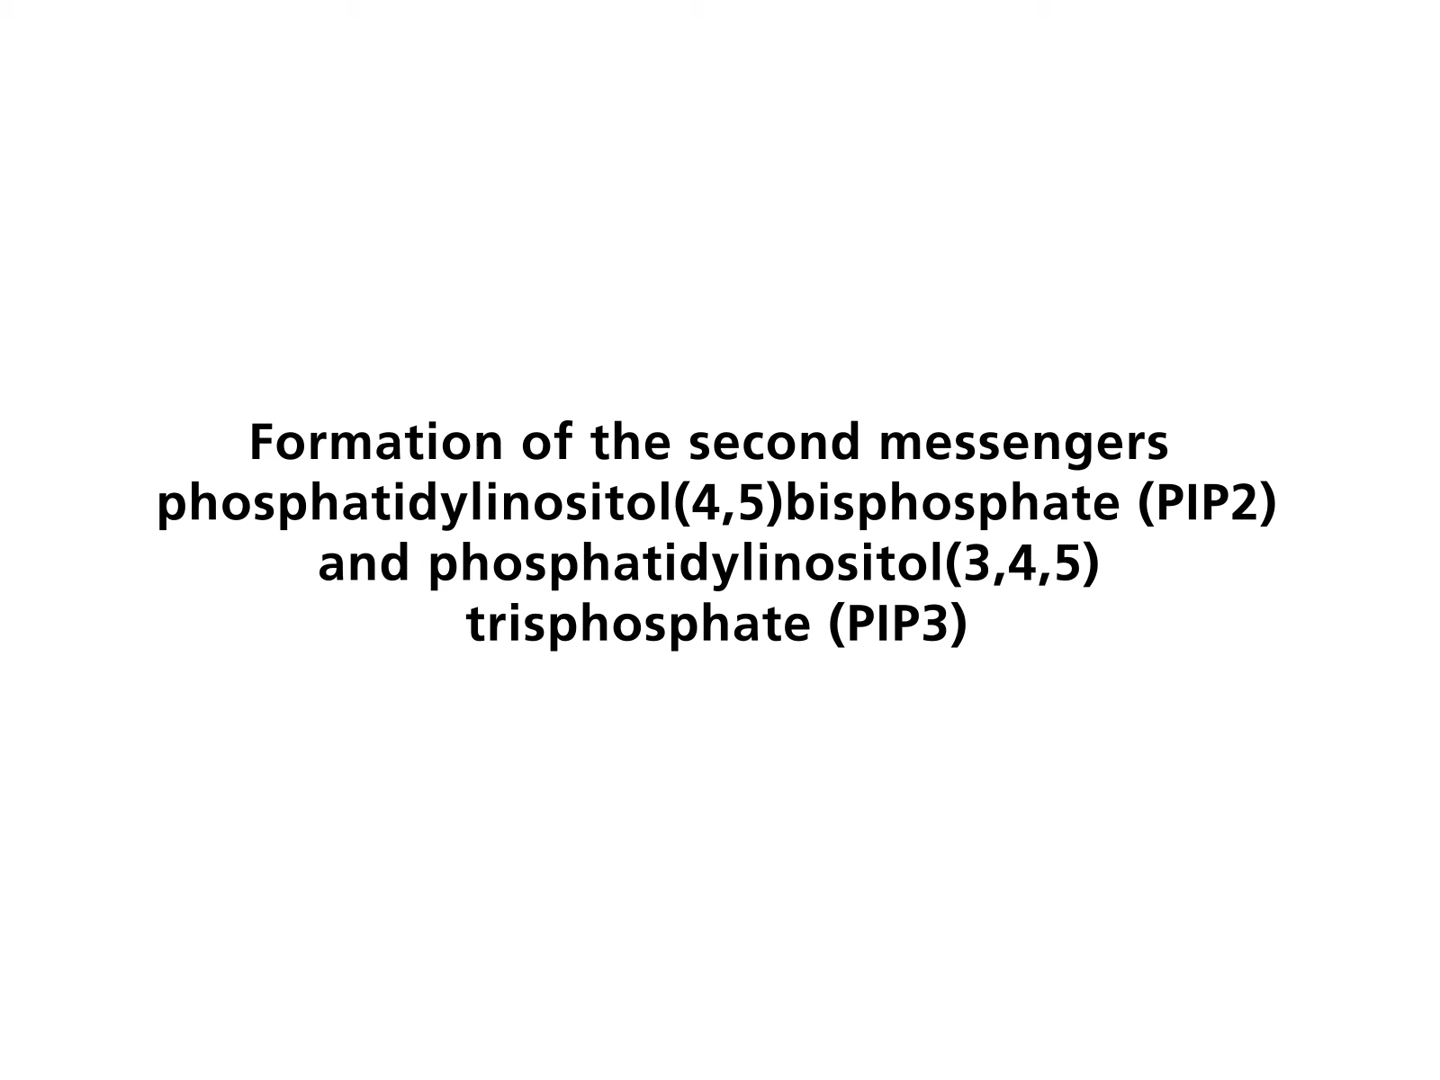 Formation of the second messengers
phosphatidylinositol(4,5)bisphosphate (PIP2)
and phosphatidylinositol(3,4,5)
trisphosphate (PIP3)